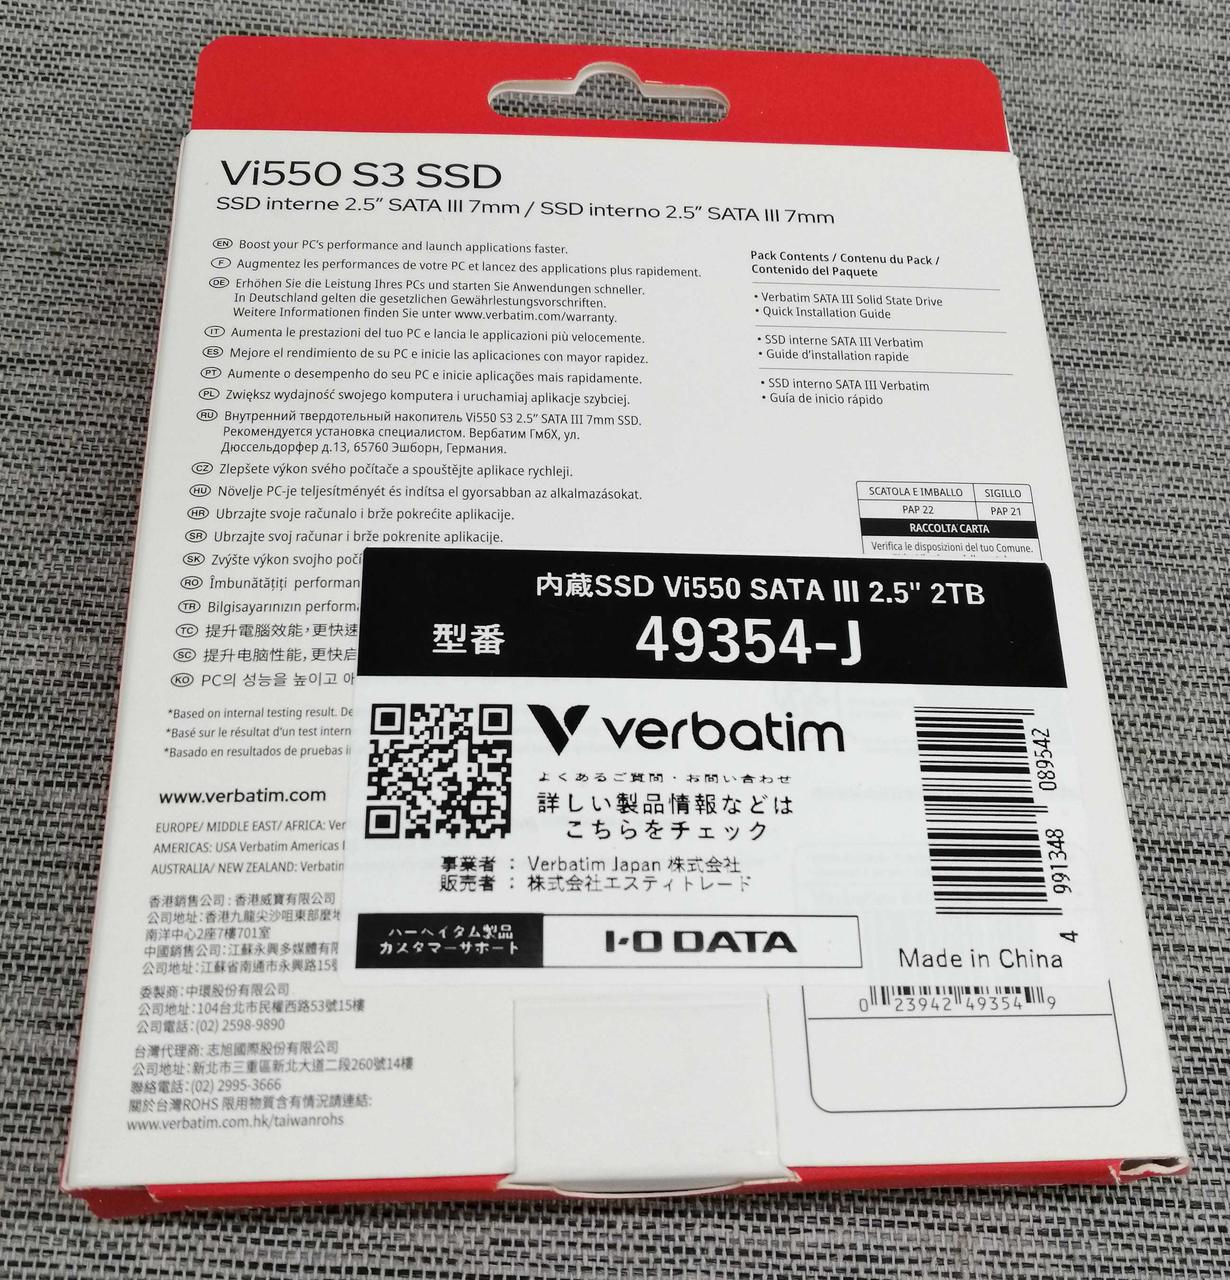 Vi550 S3 SSD
SSD interne 2.5” SATA III 7mm / SSD interno 2.5” SATA III 7mm
EN Boost your PC’s performance and launch applications faster.
F Augmentez les performances de votre PC et lancez des applications plus rapidement.
DE Erhöhen Sie die Leistung Ihres PCs und starten Sie Anwendungen schneller.
In Deutschland gelten die gesetzlichen Gewährlestungsvorschriften.
Weitere Informationen finden Sie unter www.verbatim.com/warranty.
IT Aumenta le prestazioni del tuo PC e lancia le applicazioni più velocemente.
ES Mejore el rendimiento de su PC e inicie las aplicaciones con mayor rapidez.
PT Aumente o desempenho do seu PC e inicie aplicações mais rapidamente.
PL Zwiększ wydajność swojego komputera i uruchamiaj aplikacje szybciej.
RU Внутренний твердотельный накопитель Vi550 S3 2.5” SATA III 7mm SSD.
Рекомендуется установка специалистом. Вербатим ГмбХ, ул.
Дюссельдорфер д.13, 65760 Эшборн, Германия.
CZ Zlepšete výkon svého počítače a spouštějte aplikace rychleji.
HU Növelje PC-je teljesítményét és indítsa el gyorsabban az alkalmazásokat.
HR Ubrzajte svoje računalo i brže pokrećite aplikacije.
SR Ubrzajte svoj računar i brže pokrenite aplikacije.
SK Zvýšte výkon svojho počí
RO Îmbunătățiți performan
TR Bilgisayarınızın perform
TC 提升電腦效能，更快速
SC 提升电脑性能，更快启
KO PC의 성능을 높이고
*Based on internal testing result. De
*Basé sur le résultat d’un test intern
*Basado en resultados de pruebas i
www.verbatim.com
EUROPE/ MIDDLE EAST/ AFRICA: Ver
AMERICAS: USA Verbatim Americas
AUSTRALIA/ NEW ZEALAND: Verbatim
香港銷售公司：香港威寶有限公司
公司地址：香港九龍尖沙咀東部麼地
南洋中心2座7樓701室
中國銷售公司：江蘇永興多媒體有限
公司地址：江蘇省南通市永興路15號
委製商：中環股份有限公司
公司地址：104台北市民權西路53號15樓
公司電話：(02) 2598-9890
台灣代理商：志旭國際股份有限公司
公司地址：新北市三重區新北大道二段260號14樓
聯絡電話：(02) 2995-3666
關於台灣ROHS 限用物質含有情況請連結：
www.verbatim.com.hk/taiwanrohs
Pack Contents / Contenu du Pack /
Contenido del Paquete
• Verbatim SATA III Solid State Drive
• Quick Installation Guide
• SSD interne SATA III Verbatim
• Guide d’installation rapide
• SSD interno SATA III Verbatim
• Guía de inicio rápido
SCATOLA E IMBALLO SIGILLO
PAP 22 PAP 21
RACCOLTA CARTA
Verifica le disposizioni del tuo Comune.
内蔵SSD Vi550 SATA III 2.5" 2TB
型番 49354-J
verbatim
よくあるご質問・お問い合わせ
詳しい製品情報などは
こちらをチェック
事業者 ： Verbatim Japan 株式会社
販売者 ： 株式会社エスティトレード
バーベイタム製品
カスタマーサポート
I-O DATA
4 991348 089542
Made in China
0 23942 49354 9